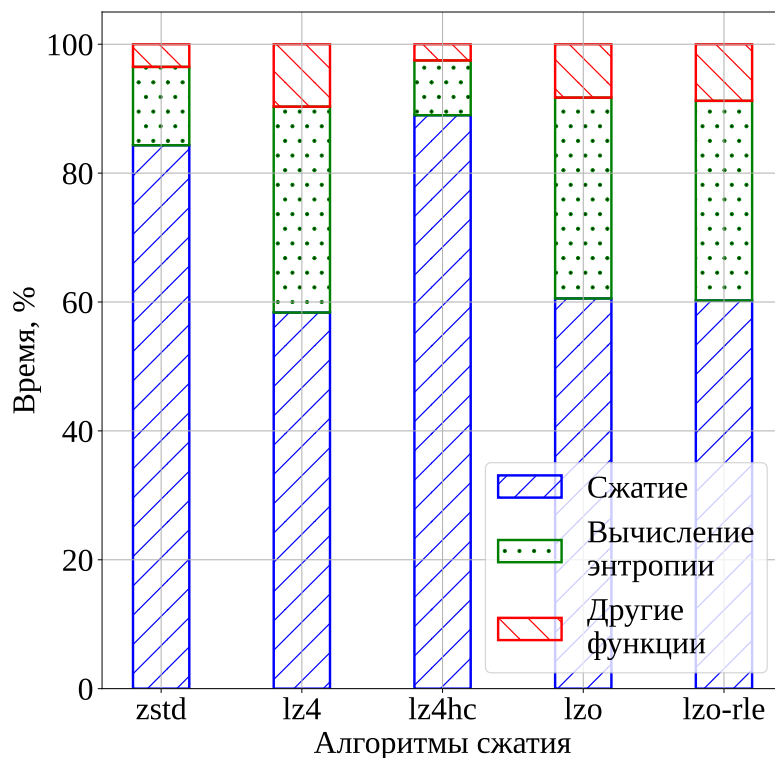 100
80
60
40
20
0
Время, %
Сжатие
Вычисление
энтропии
Другие
функции
zstd lz4 lz4hc lzo lzo-rle
Алгоритмы сжатия